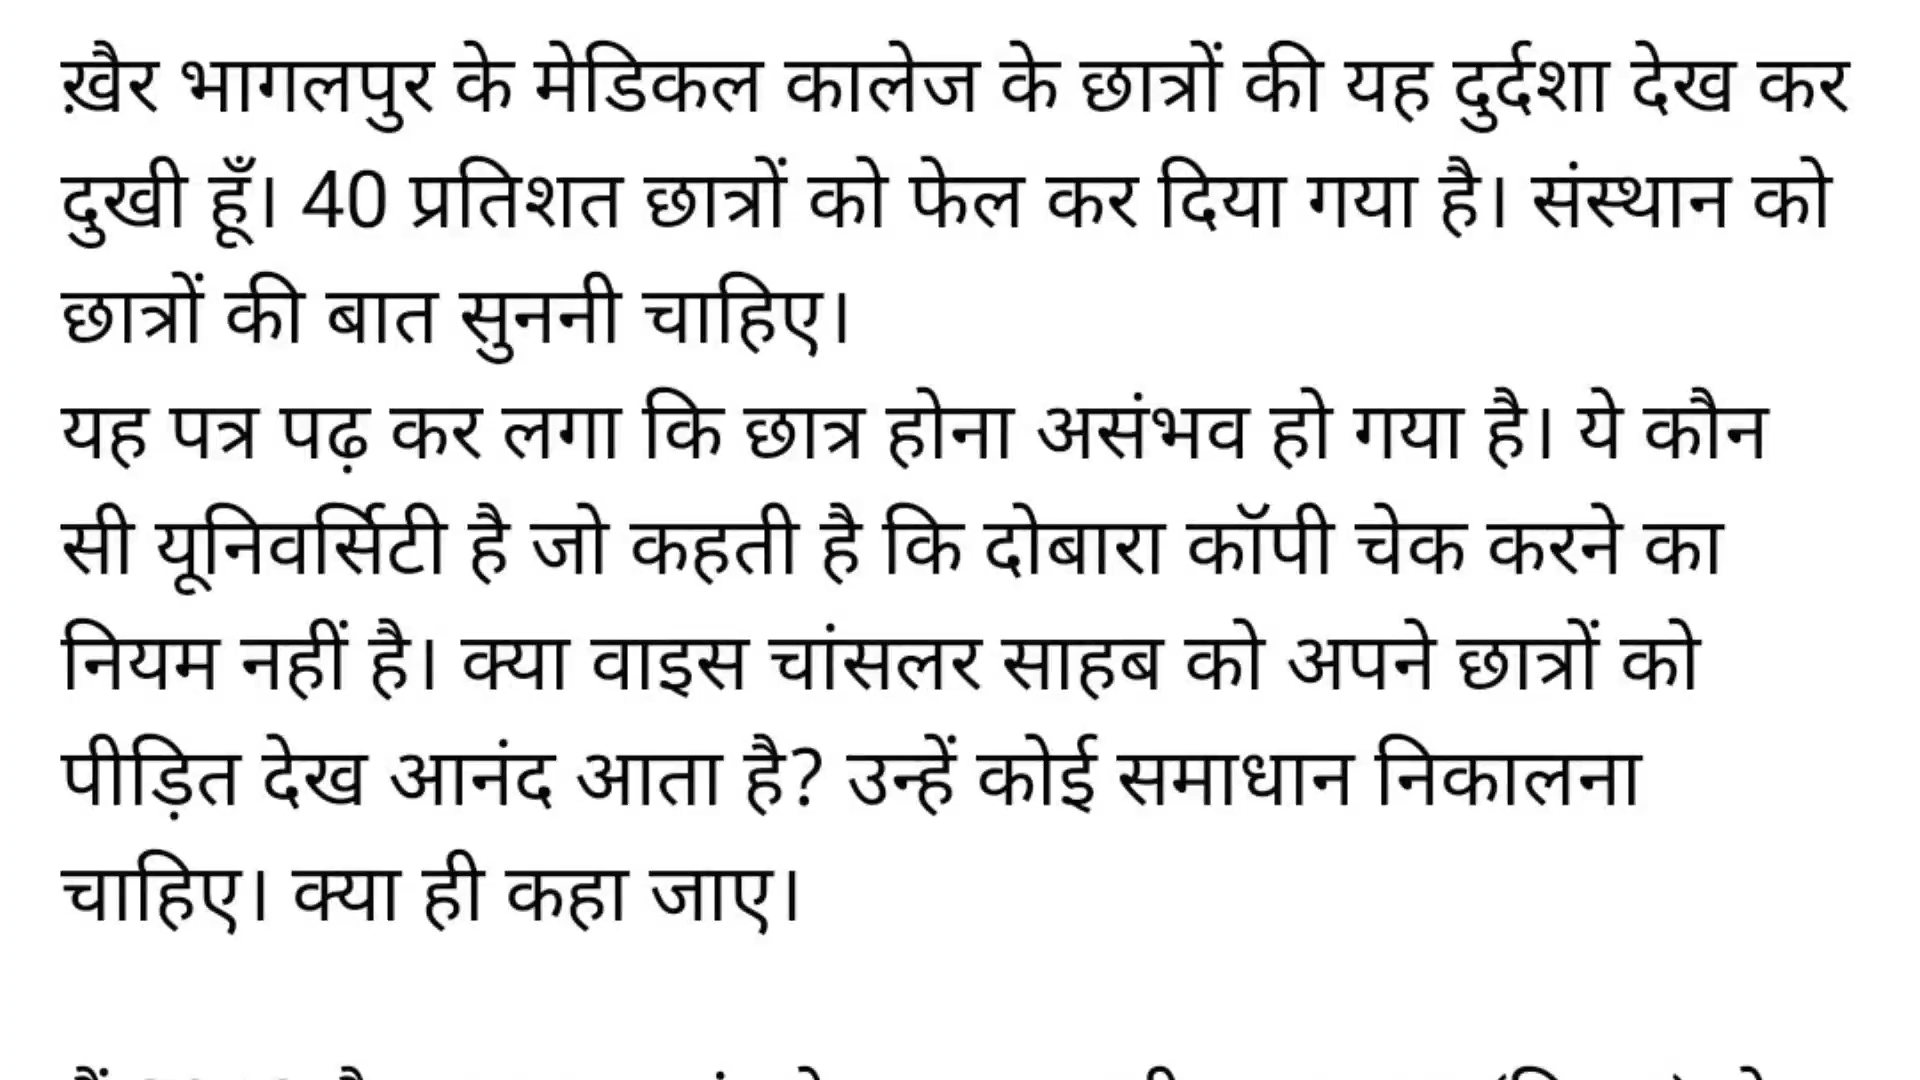 ख़ैर भागलपुर के मेडिकल कालेज के छात्रों की यह दुर्दशा देख कर
दुखी हूँ। 40 प्रतिशत छात्रों को फेल कर दिया गया है। संस्थान को
छात्रों की बात सुननी चाहिए।
यह पत्र पढ़ कर लगा कि छात्र होना असंभव हो गया है। ये कौन
सी यूनिवर्सिटी है जो कहती है कि दोबारा कॉपी चेक करने का
नियम नहीं है। क्या वाइस चांसलर साहब को अपने छात्रों को
पीड़ित देख आनंद आता है? उन्हें कोई समाधान निकालना
चाहिए। क्या ही कहा जाए।